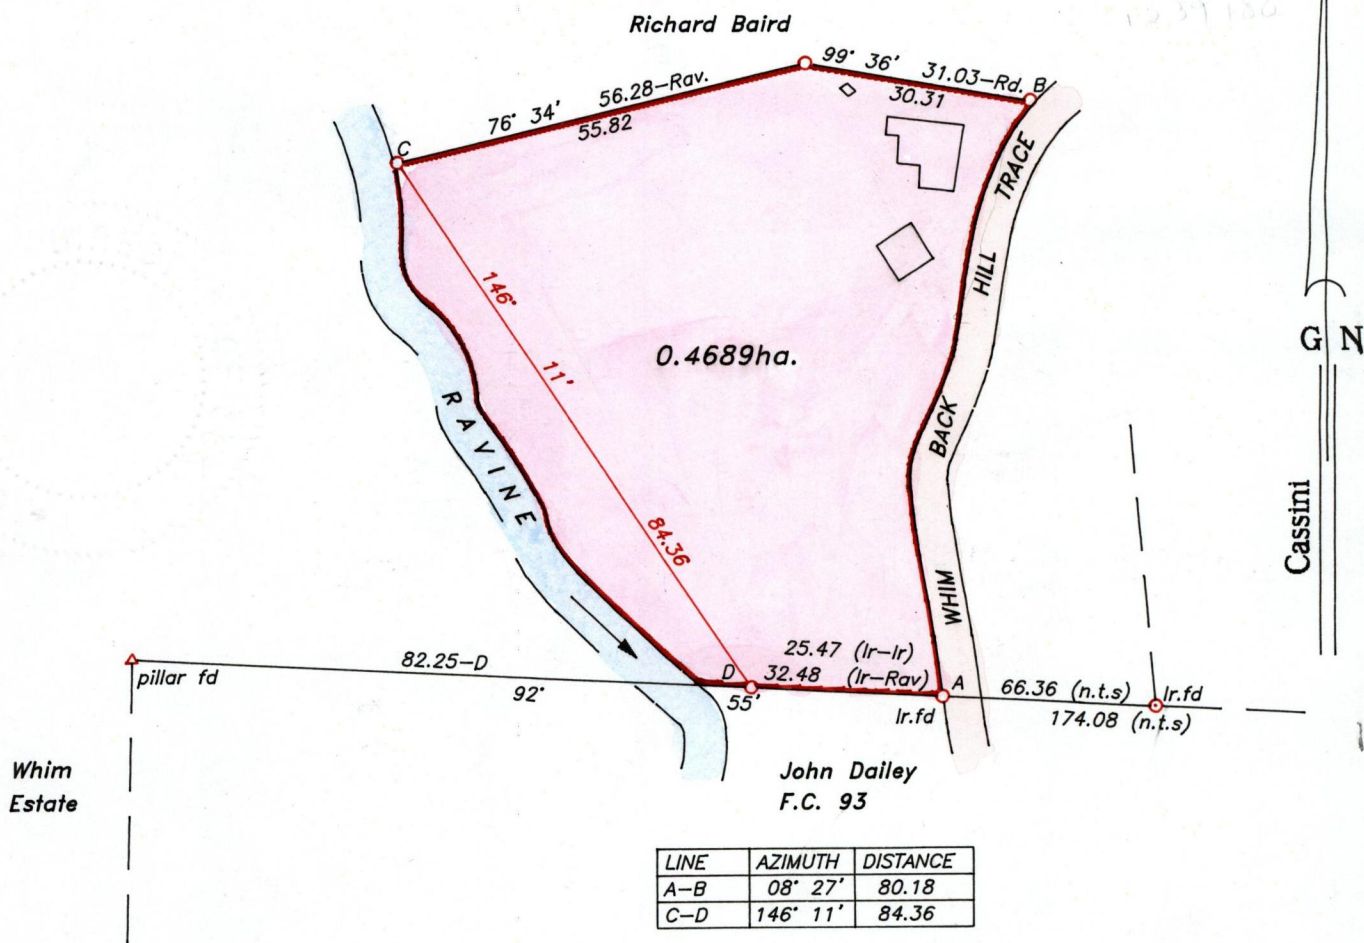 Richard Baird
99° 36' 31.03-Rd. B
30.31
56.28-Rav.
76° 34'
55.82
C
TRACE
HILL
BACK
WHIM
146°
11'
84.36
0.4689ha.
RAVINE
G N
Cassini
25.47 (Ir-Ir)
82.25-D
D 32.48 (Ir-Rav) A
66.36 (n.t.s) Ir.fd
pillar fd
92°
55'
Ir.fd
174.08 (n.t.s)
Whim
Estate
John Dailey
F.C. 93
LINE AZIMUTH DISTANCE
A-B 08° 27' 80.18
C-D 146° 11' 84.36